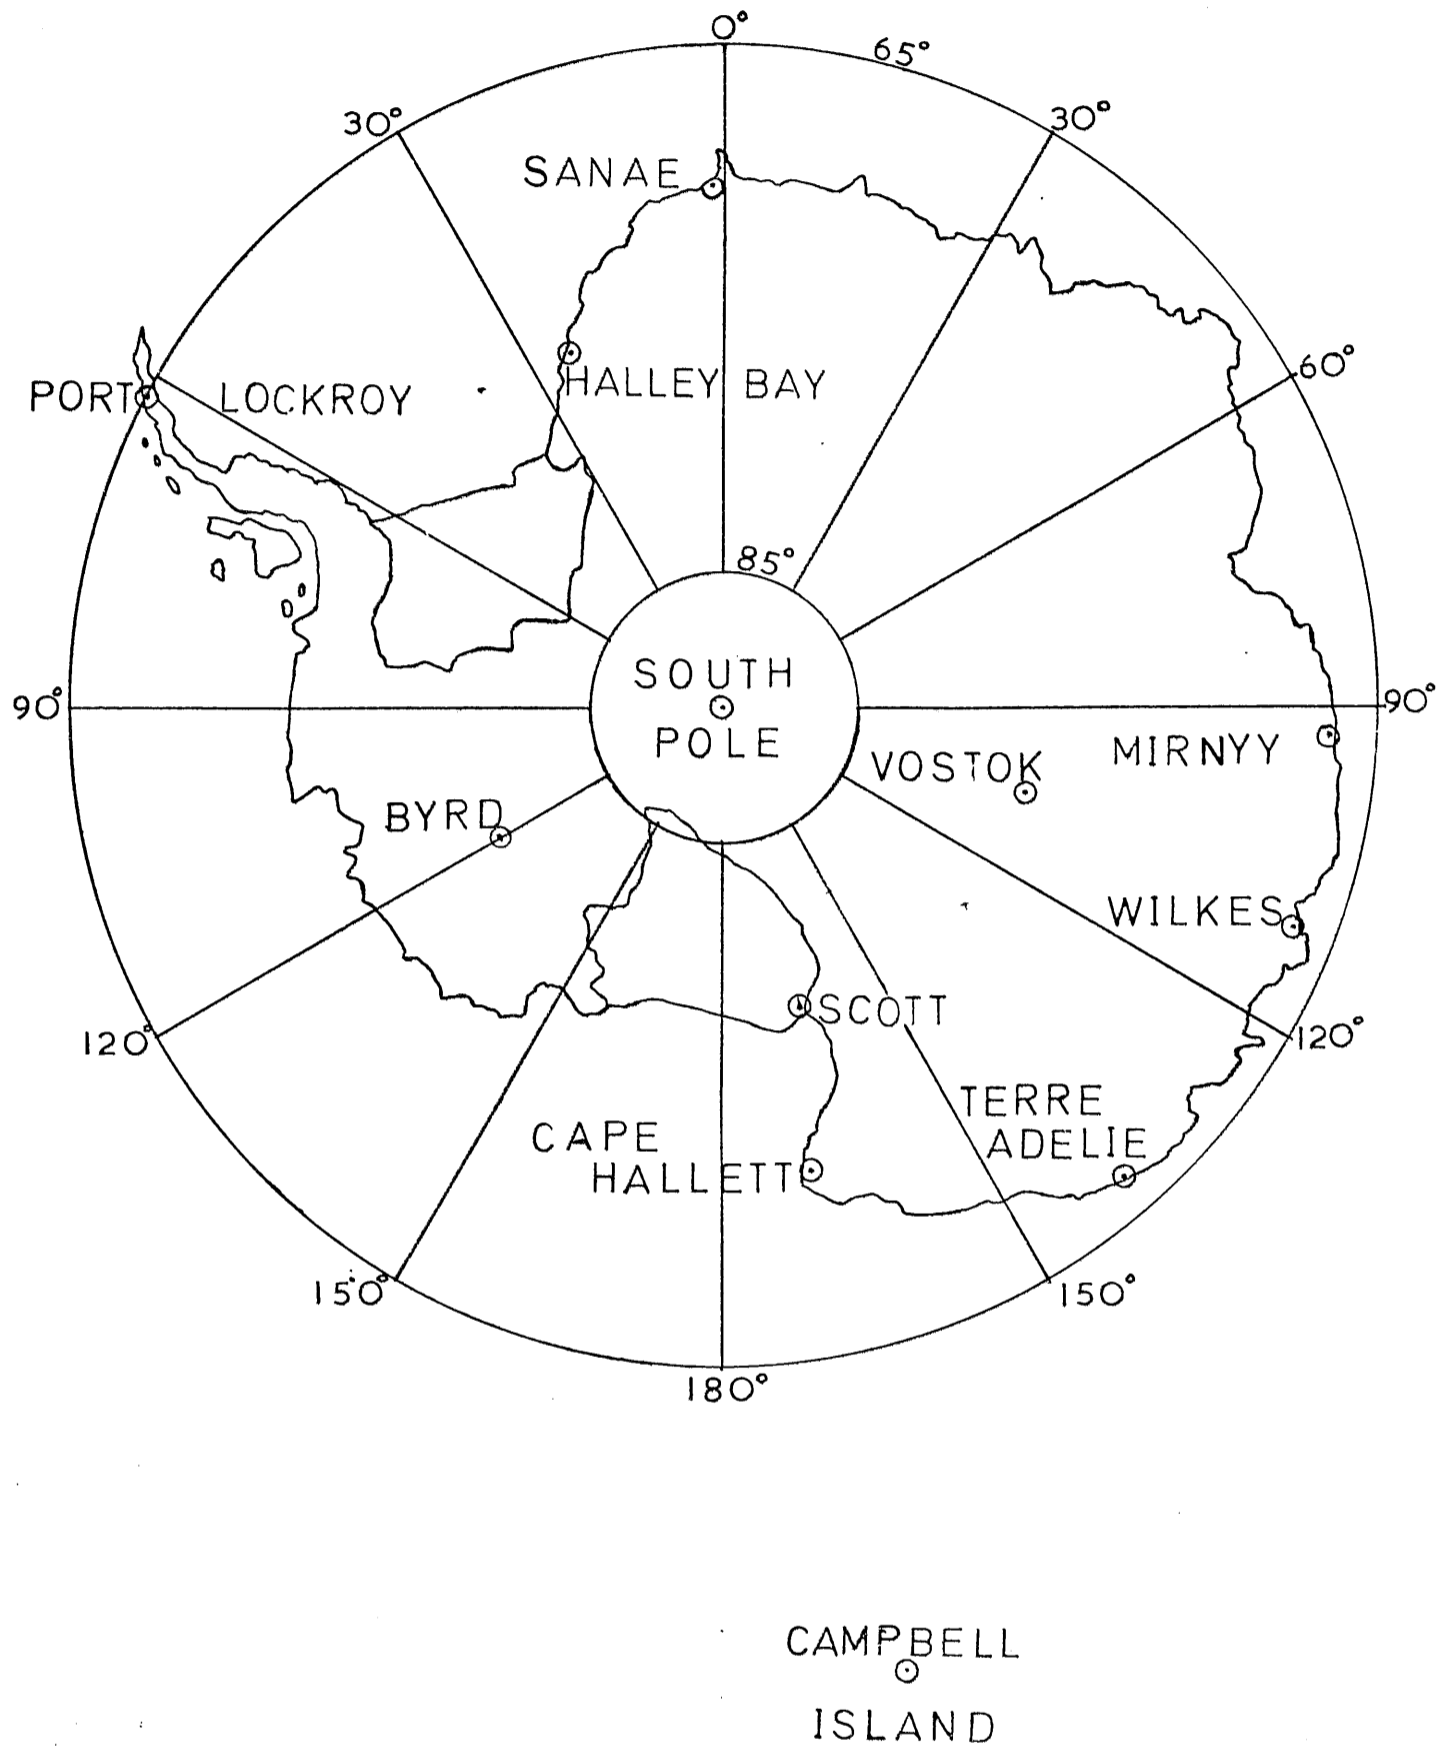 0°
65°
30°
30°
SANAE
60°
PORT LOCKROY
HALLEY BAY
85°
SOUTH
POLE
90°
90°
MIRNYY
VOSTOK
BYRD
WILKES
SCOTT
120°
120°
TERRE
ADELIE
CAPE
HALLETT
150°
150°
180°
CAMPBELL
ISLAND